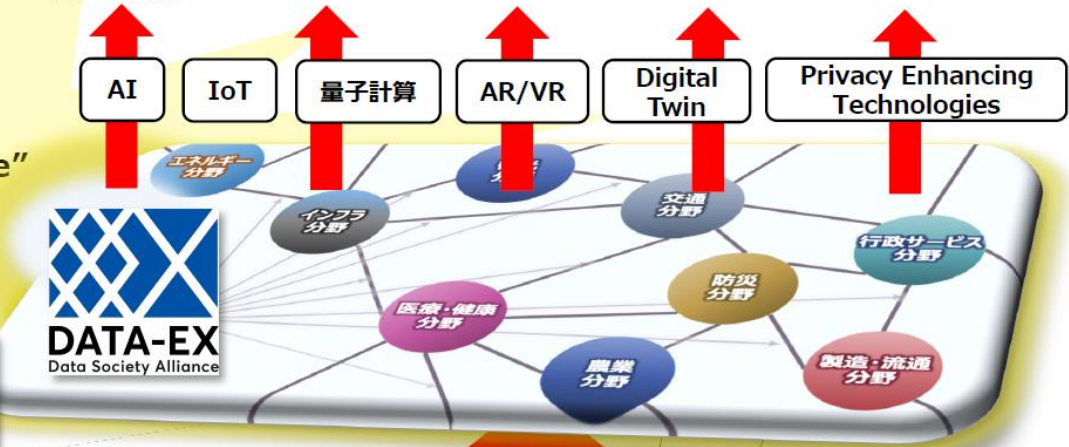 AI
IoT
量子計算
AR/VR
Digital
Twin
Privacy Enhancing
Technologies
e”
エネルギー
分野
インフラ
分野
分野
交通
分野
行政サービス
分野
防災
分野
医療・健康
分野
農業
分野
製造・流通
分野
DATA-EX
Data Society Alliance